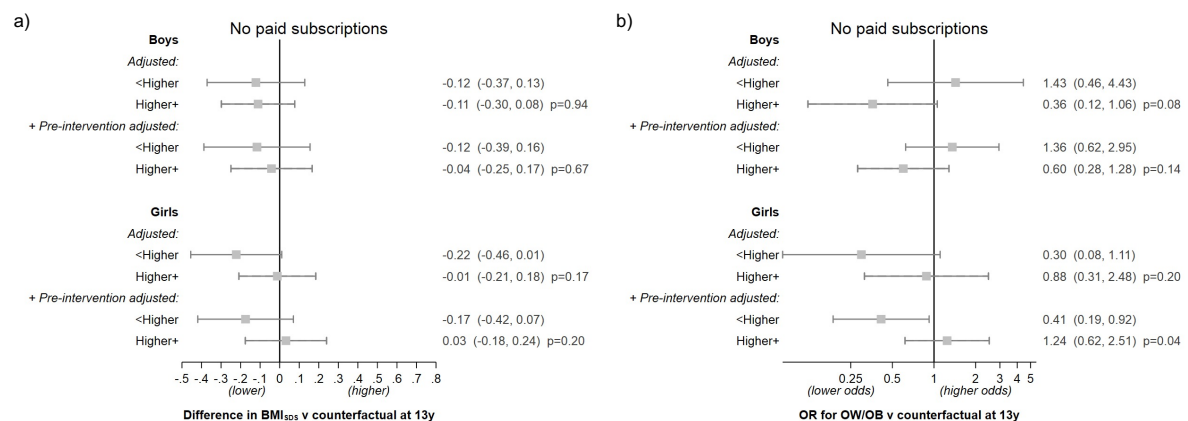 a)
No paid subscriptions
Boys
Adjusted:
<Higher -0.12 (-0.37, 0.13)
Higher+ -0.11 (-0.30, 0.08) p=0.94
+ Pre-intervention adjusted:
<Higher -0.12 (-0.39, 0.16)
Higher+ -0.04 (-0.25, 0.17) p=0.67
Girls
Adjusted:
<Higher -0.22 (-0.46, 0.01)
Higher+ -0.01 (-0.21, 0.18) p=0.17
+ Pre-intervention adjusted:
<Higher -0.17 (-0.42, 0.07)
Higher+ 0.03 (-0.18, 0.24) p=0.20
-.5 -.4 -.3 -.2 -.1 0 .1 .2 .3 .4 .5 .6 .7 .8
(lower) (higher)
Difference in BMISDS v counterfactual at 13y
b)
No paid subscriptions
Boys
Adjusted:
<Higher 1.43 (0.46, 4.43)
Higher+ 0.36 (0.12, 1.06) p=0.08
+ Pre-intervention adjusted:
<Higher 1.36 (0.62, 2.95)
Higher+ 0.60 (0.28, 1.28) p=0.14
Girls
Adjusted:
<Higher 0.30 (0.08, 1.11)
Higher+ 0.88 (0.31, 2.48) p=0.20
+ Pre-intervention adjusted:
<Higher 0.41 (0.19, 0.92)
Higher+ 1.24 (0.62, 2.51) p=0.04
0.25 0.5 1 2 3 4 5
(lower odds) (higher odds)
OR for OW/OB v counterfactual at 13y